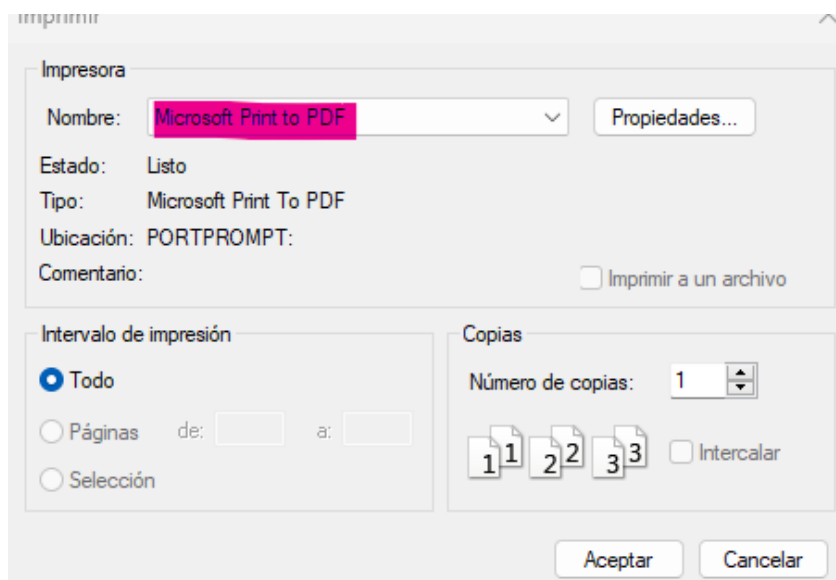 Imprimir
Impresora
Nombre: Microsoft Print to PDF Propiedades...
Estado: Listo
Tipo: Microsoft Print To PDF
Ubicación: PORTPROMPT:
Comentario: Imprimir a un archivo
Intervalo de impresión
Todo
Páginas de: a:
Selección
Copias
Número de copias: 1
1 1 2 2 3 3 Intercalar
Aceptar Cancelar